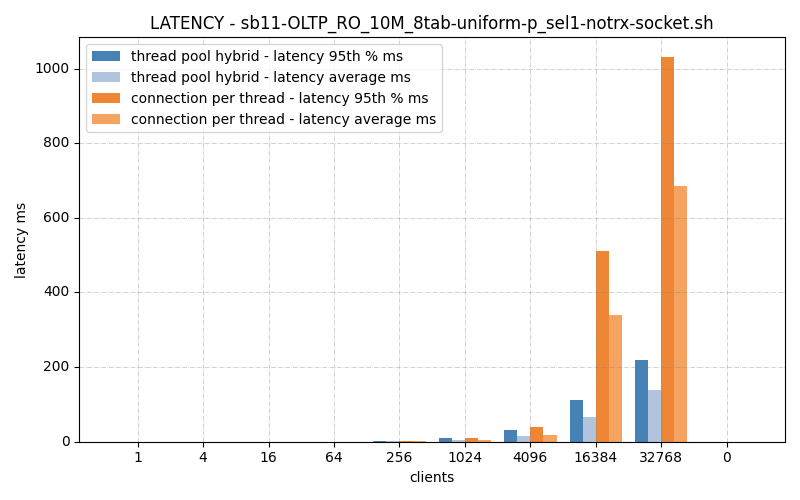 LATENCY - sb11-OLTP_RO_10M_8tab-uniform-p_sel1-notrx-socket.sh
thread pool hybrid - latency 95th % ms
thread pool hybrid - latency average ms
connection per thread - latency 95th % ms
connection per thread - latency average ms
1000
800
600
400
200
0
latency ms
1 4 16 64 256 1024 4096 16384 32768 0
clients